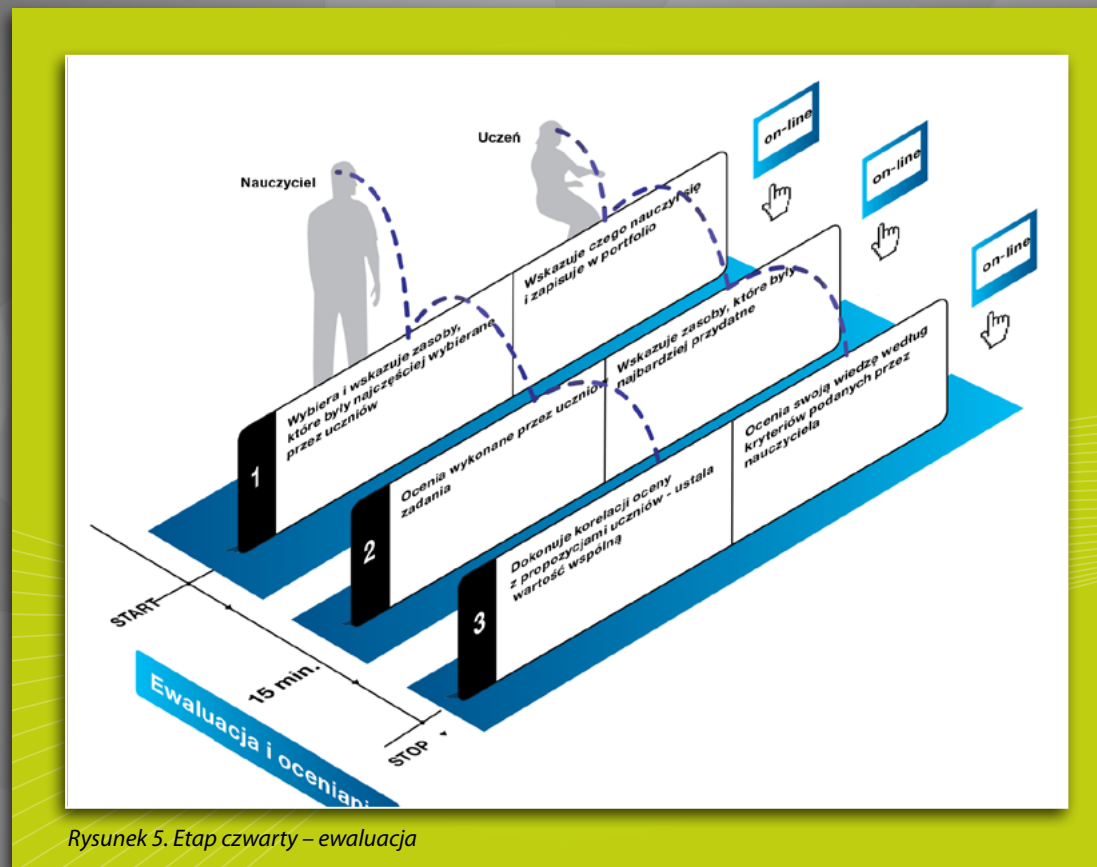 Nauczyciel
Uczeń
on-line
on-line
on-line
1
Wybiera i wskazuje zasoby,
które były najczęściej wybierane
przez uczniów
Wskazuje czego nauczył się
i zapisuje w portfolio
2
Ocenia wykonane przez uczniów
zadania
Wskazuje zasoby, które były
najbardziej przydatne
3
Dokonuje korelacji oceny
z propozycjami uczniów - ustala
wartość wspólną
Ocenia swoją wiedzę według
kryteriów podanych przez
nauczyciela
START
15 min.
STOP
Ewaluacja i oceniani
Rysunek 5. Etap czwarty – ewaluacja